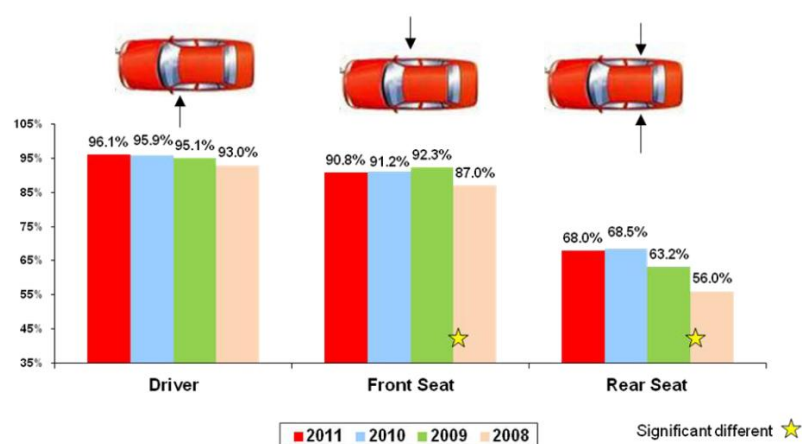 105%
95%
85%
75%
65%
55%
45%
35%
96.1% 95.9% 95.1% 93.0%
90.8% 91.2% 92.3% 87.0%
68.0% 68.5% 63.2% 56.0%
Driver Front Seat Rear Seat
2011 2010 2009 2008
Significant different